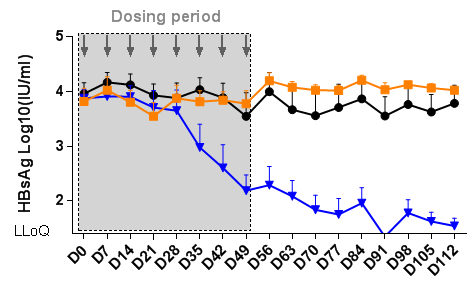 Dosing period
HBsAg Log10(IU/ml)
5
4
3
2
LLoQ
D0 D7 D14 D21 D28 D35 D42 D49 D56 D63 D70 D77 D84 D91 D98 D105 D112